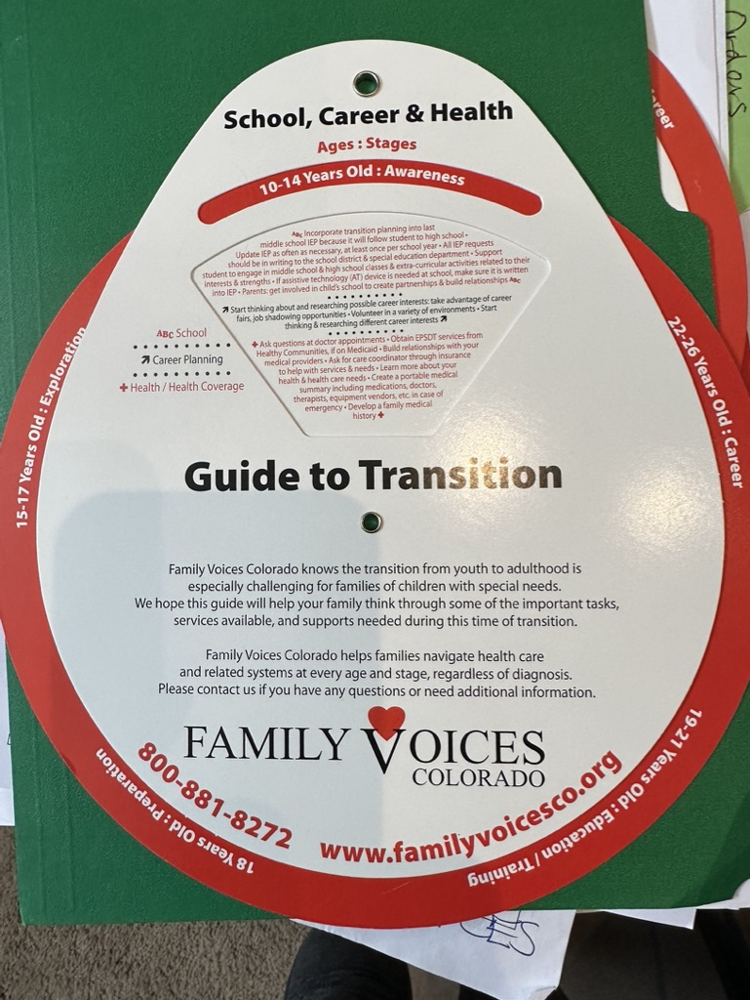 School, Career & Health
Ages : Stages
10-14 Years Old : Awareness
ABC Incorporate transition planning into last
middle school IEP because it will follow student to high school •
Update IEP as often as necessary, at least once per school year • All IEP requests
should be in writing to the school district & special education department • Support
student to engage in middle school & high school classes & extra-curricular activities related to their
interests & strengths • If assistive technology (AT) device is needed at school, make sure it is written
into IEP • Parents: get involved in child's school to create partnerships & build relationships ABC
Start thinking about and researching possible career interests: take advantage of career
fairs, job shadowing opportunities • Volunteer in a variety of environments • Start
thinking & researching different career interests
Ask questions at doctor appointments • Obtain EPSDT services from
Healthy Communities, if on Medicaid • Build relationships with your
medical providers • Ask for care coordinator through insurance
to help with services & needs • Learn more about your
health & health care needs • Create a portable medical
summary including medications, doctors,
therapists, equipment vendors, etc. in case of
emergency • Develop a family medical
history
ABC School
Career Planning
Health / Health Coverage
15-17 Years Old : Exploration
22-26 Years Old : Career
Guide to Transition
Family Voices Colorado knows the transition from youth to adulthood is
especially challenging for families of children with special needs.
We hope this guide will help your family think through some of the important tasks,
services available, and supports needed during this time of transition.
Family Voices Colorado helps families navigate health care
and related systems at every age and stage, regardless of diagnosis.
Please contact us if you have any questions or need additional information.
FAMILY VOICES
COLORADO
800-881-8272
www.familyvoicesco.org
18 Years Old : Preparation
19-21 Years Old : Education / Training
orders